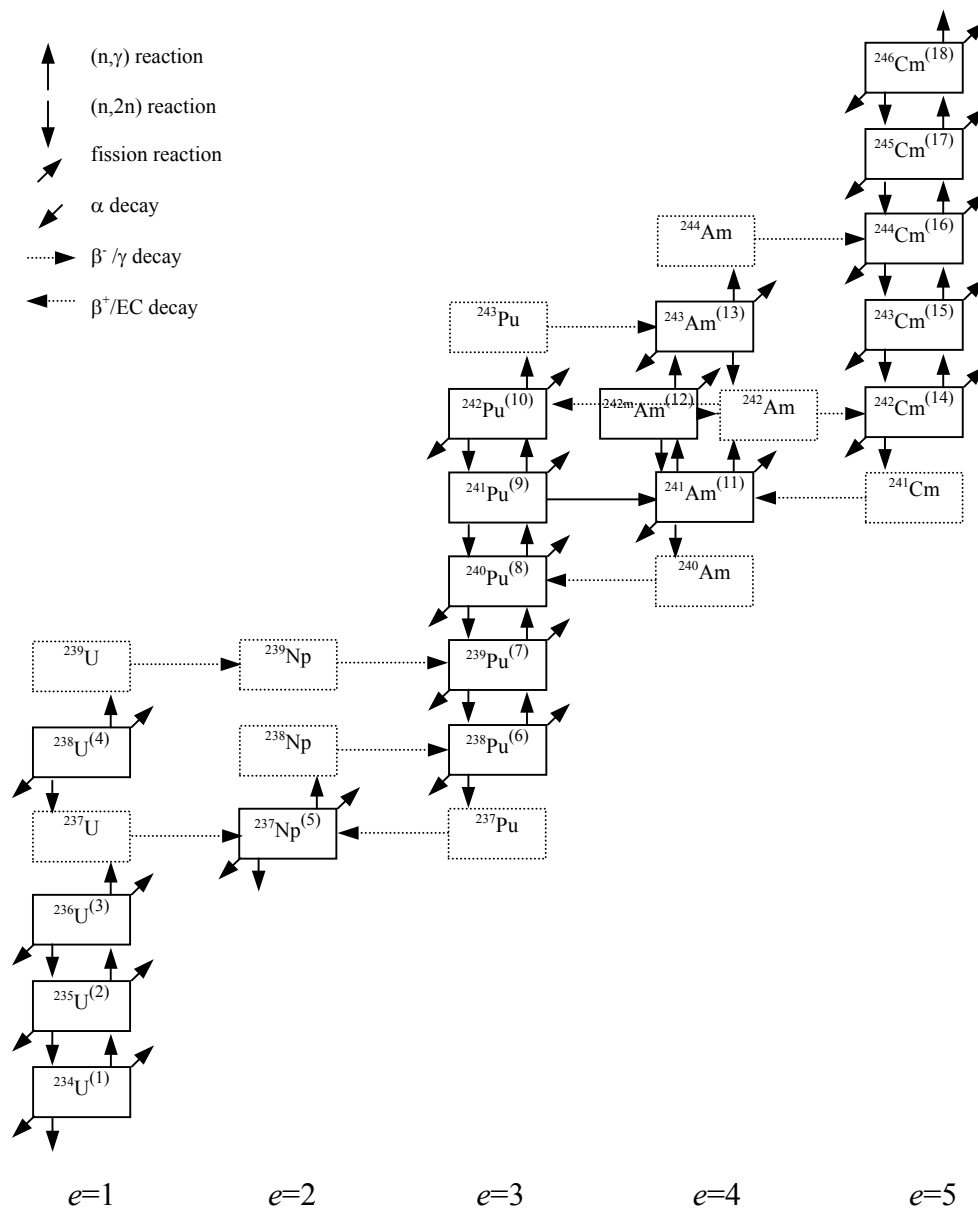 (n,γ) reaction
(n,2n) reaction
fission reaction
α decay
β⁻ /γ decay
β⁺/EC decay
²⁴⁶Cm⁽¹⁸⁾
²⁴⁵Cm⁽¹⁷⁾
²⁴⁴Am
²⁴⁴Cm⁽¹⁶⁾
²⁴³Pu
²⁴³Am⁽¹³⁾
²⁴³Cm⁽¹⁵⁾
²⁴²Pu⁽¹⁰⁾
²⁴²ᵐAm⁽¹²⁾
²⁴²Am
²⁴²Cm⁽¹⁴⁾
²⁴¹Pu⁽⁹⁾
²⁴¹Am⁽¹¹⁾
²⁴¹Cm
²⁴⁰Pu⁽⁸⁾
²⁴⁰Am
²³⁹U
²³⁹Np
²³⁹Pu⁽⁷⁾
²³⁸U⁽⁴⁾
²³⁸Np
²³⁸Pu⁽⁶⁾
²³⁷U
²³⁷Np⁽⁵⁾
²³⁷Pu
²³⁶U⁽³⁾
²³⁵U⁽²⁾
²³⁴U⁽¹⁾
e=1 e=2 e=3 e=4 e=5